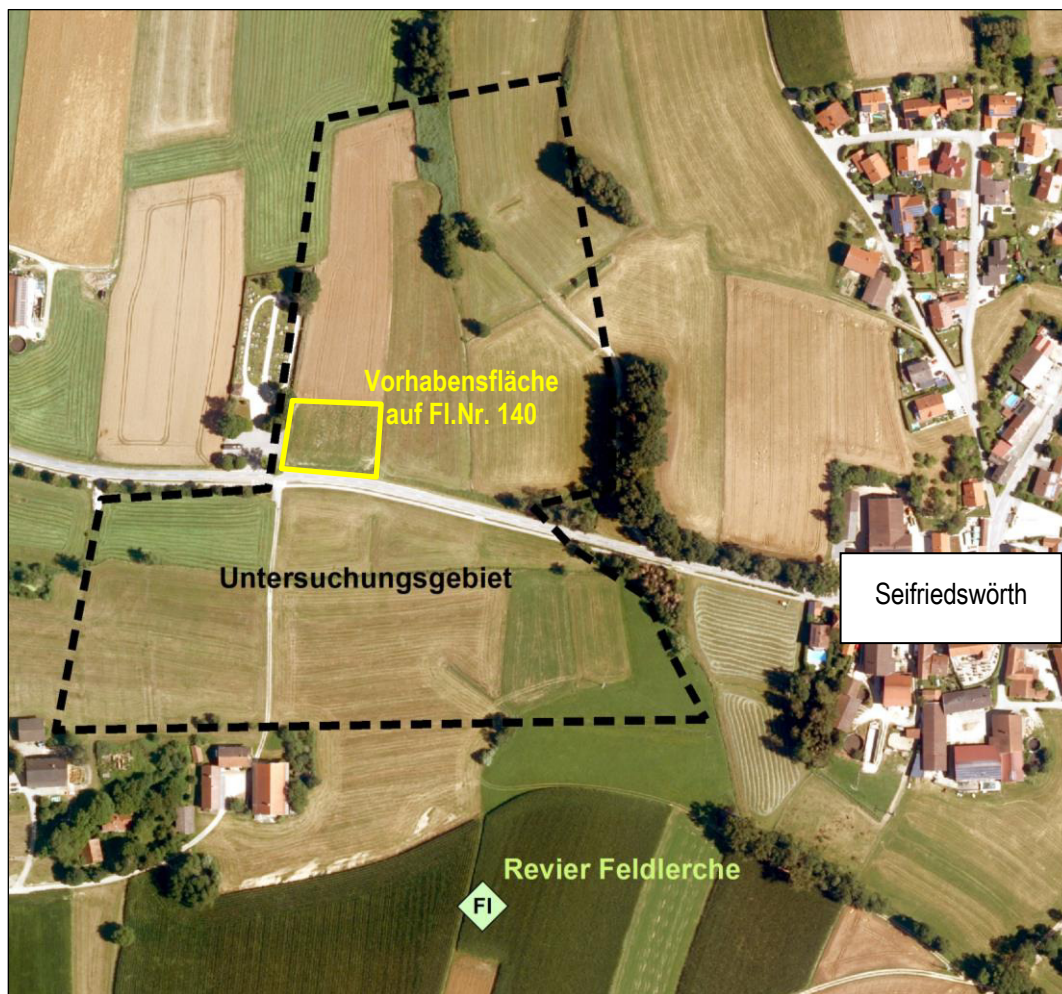 Vorhabensfläche
auf Fl.Nr. 140
Untersuchungsgebiet
Seifriedswörth
Revier Feldlerche
Fl